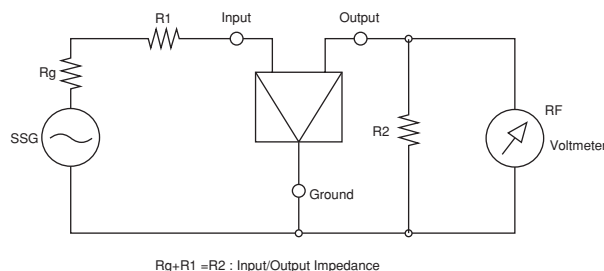 R1
Input
Output
Rg
SSG
R2
RF
Voltmeter
Ground
Rg+R1 =R2 : Input/Output Impedance